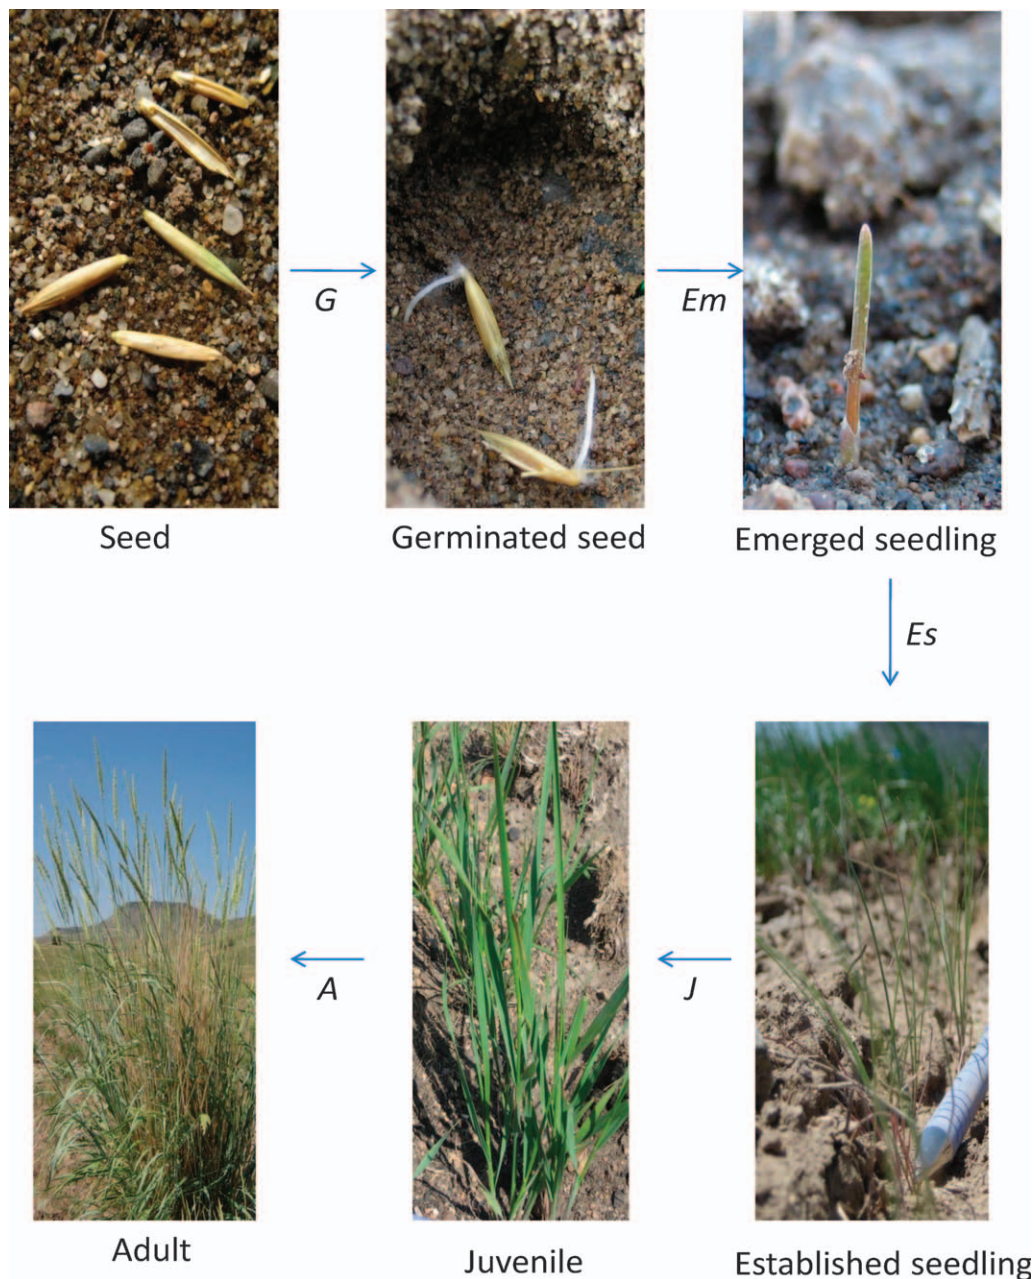 G
Em
Seed
Germinated seed
Emerged seedling
Es
A
J
Adult
Juvenile
Established seedling